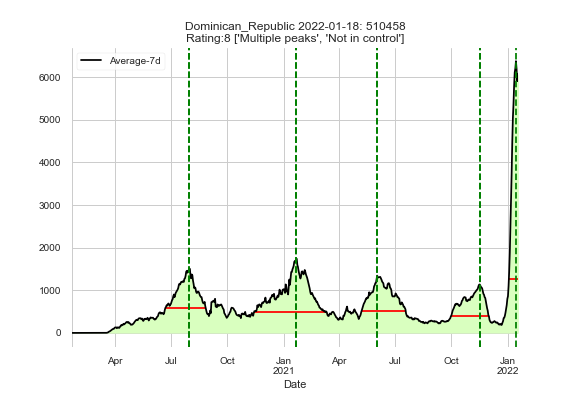 Dominican_Republic 2022-01-18: 510458
Rating:8 ['Multiple peaks', 'Not in control']
Average-7d
6000
5000
4000
3000
2000
1000
0
Apr Jul Oct Jan Apr Jul Oct Jan
2021 2022
Date